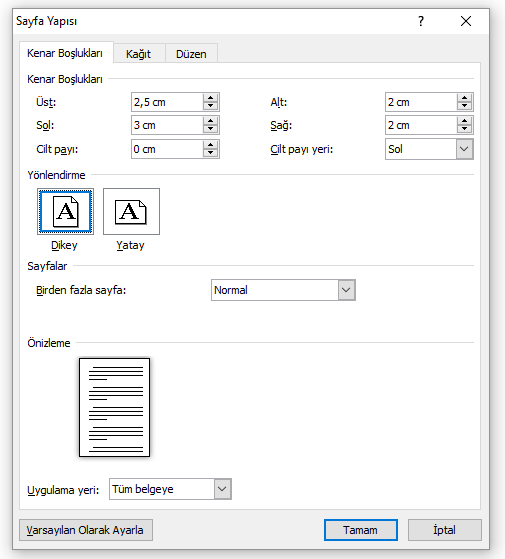 Sayfa Yapısı ?
Kenar Boşlukları Kağıt Düzen
Kenar Boşlukları
Üst: 2,5 cm Alt: 2 cm
Sol: 3 cm Sağ: 2 cm
Cilt payı: 0 cm Cilt payı yeri: Sol
Yönlendirme
A A
Dikey Yatay
Sayfalar
Birden fazla sayfa: Normal
Önizleme
Uygulama yeri: Tüm belgeye
Varsayılan Olarak Ayarla Tamam İptal